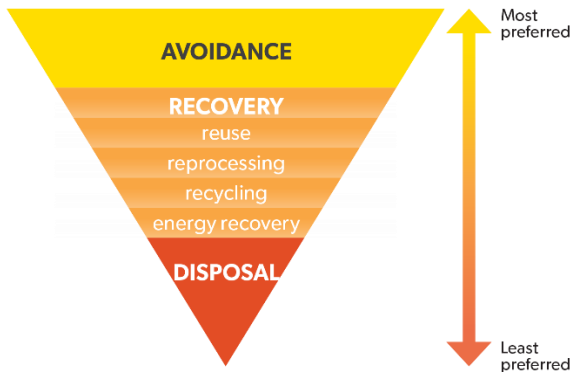 Most
preferred
AVOIDANCE
RECOVERY
reuse
reprocessing
recycling
energy recovery
DISPOSAL
Least
preferred